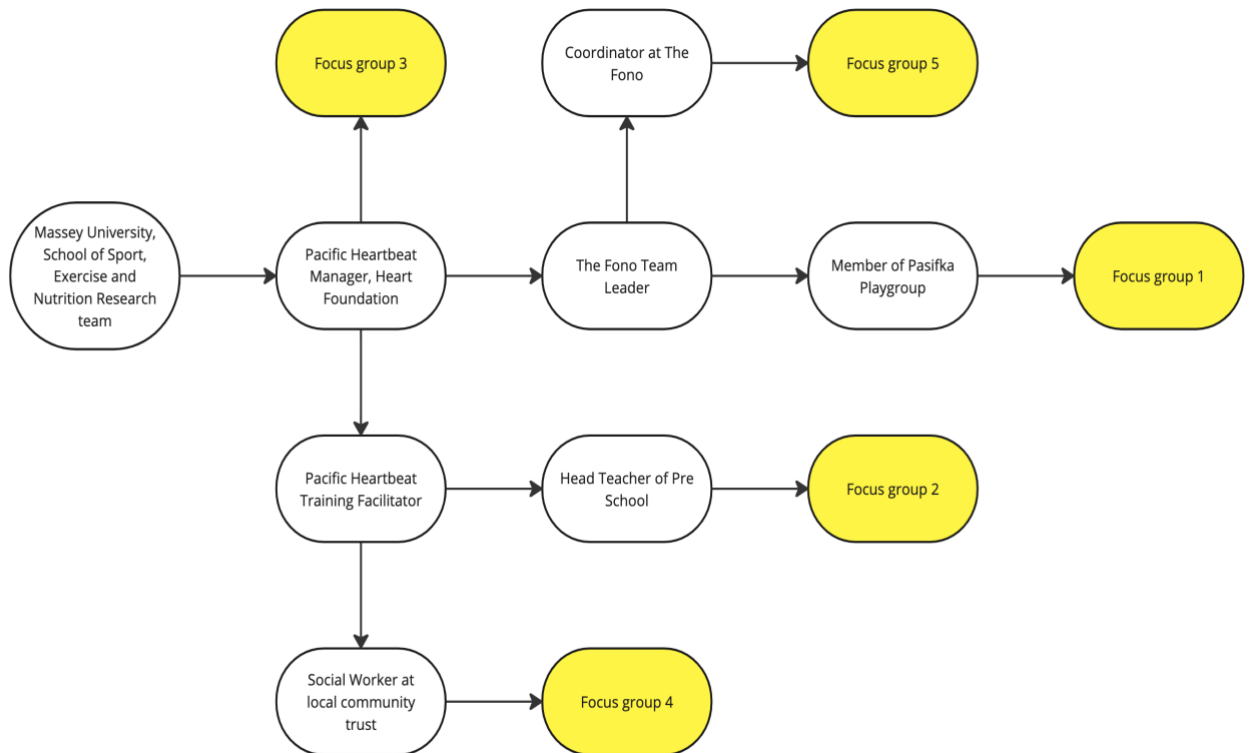 Focus group 3
Coordinator at The
Fono
Focus group 5
Massey University,
School of Sport,
Exercise and
Nutrition Research
team
Pacific Heartbeat
Manager, Heart
Foundation
The Fono Team
Leader
Member of Pasifka
Playgroup
Focus group 1
Pacific Heartbeat
Training Facilitator
Head Teacher of Pre
School
Focus group 2
Social Worker at
local community
trust
Focus group 4